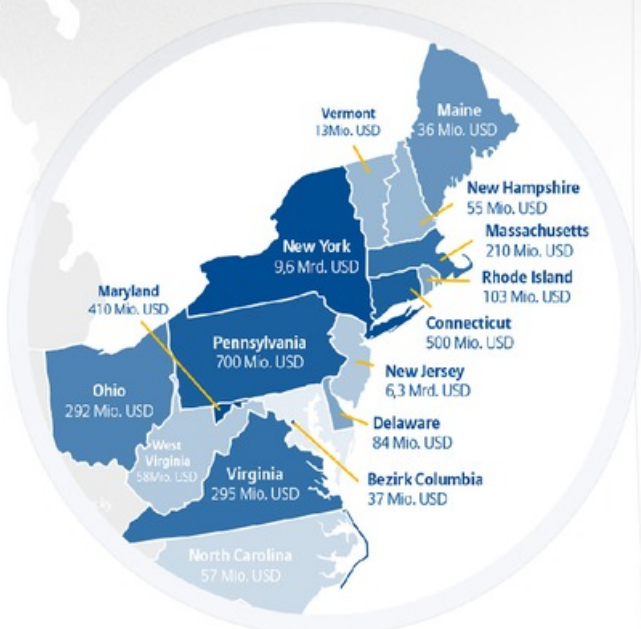 Vermont
13Mio. USD
Maine
36 Mio. USD
New Hampshire
55 Mio. USD
Massachusetts
210 Mio. USD
New York
9,6 Mrd. USD
Rhode Island
103 Mio. USD
Maryland
410 Mio. USD
Connecticut
500 Mio. USD
Pennsylvania
700 Mio. USD
New Jersey
6,3 Mrd. USD
Ohio
292 Mio. USD
Delaware
84 Mio. USD
West
Virginia
58Mio. USD
Virginia
295 Mio. USD
Bezirk Columbia
37 Mio. USD
North Carolina
57 Mio. USD